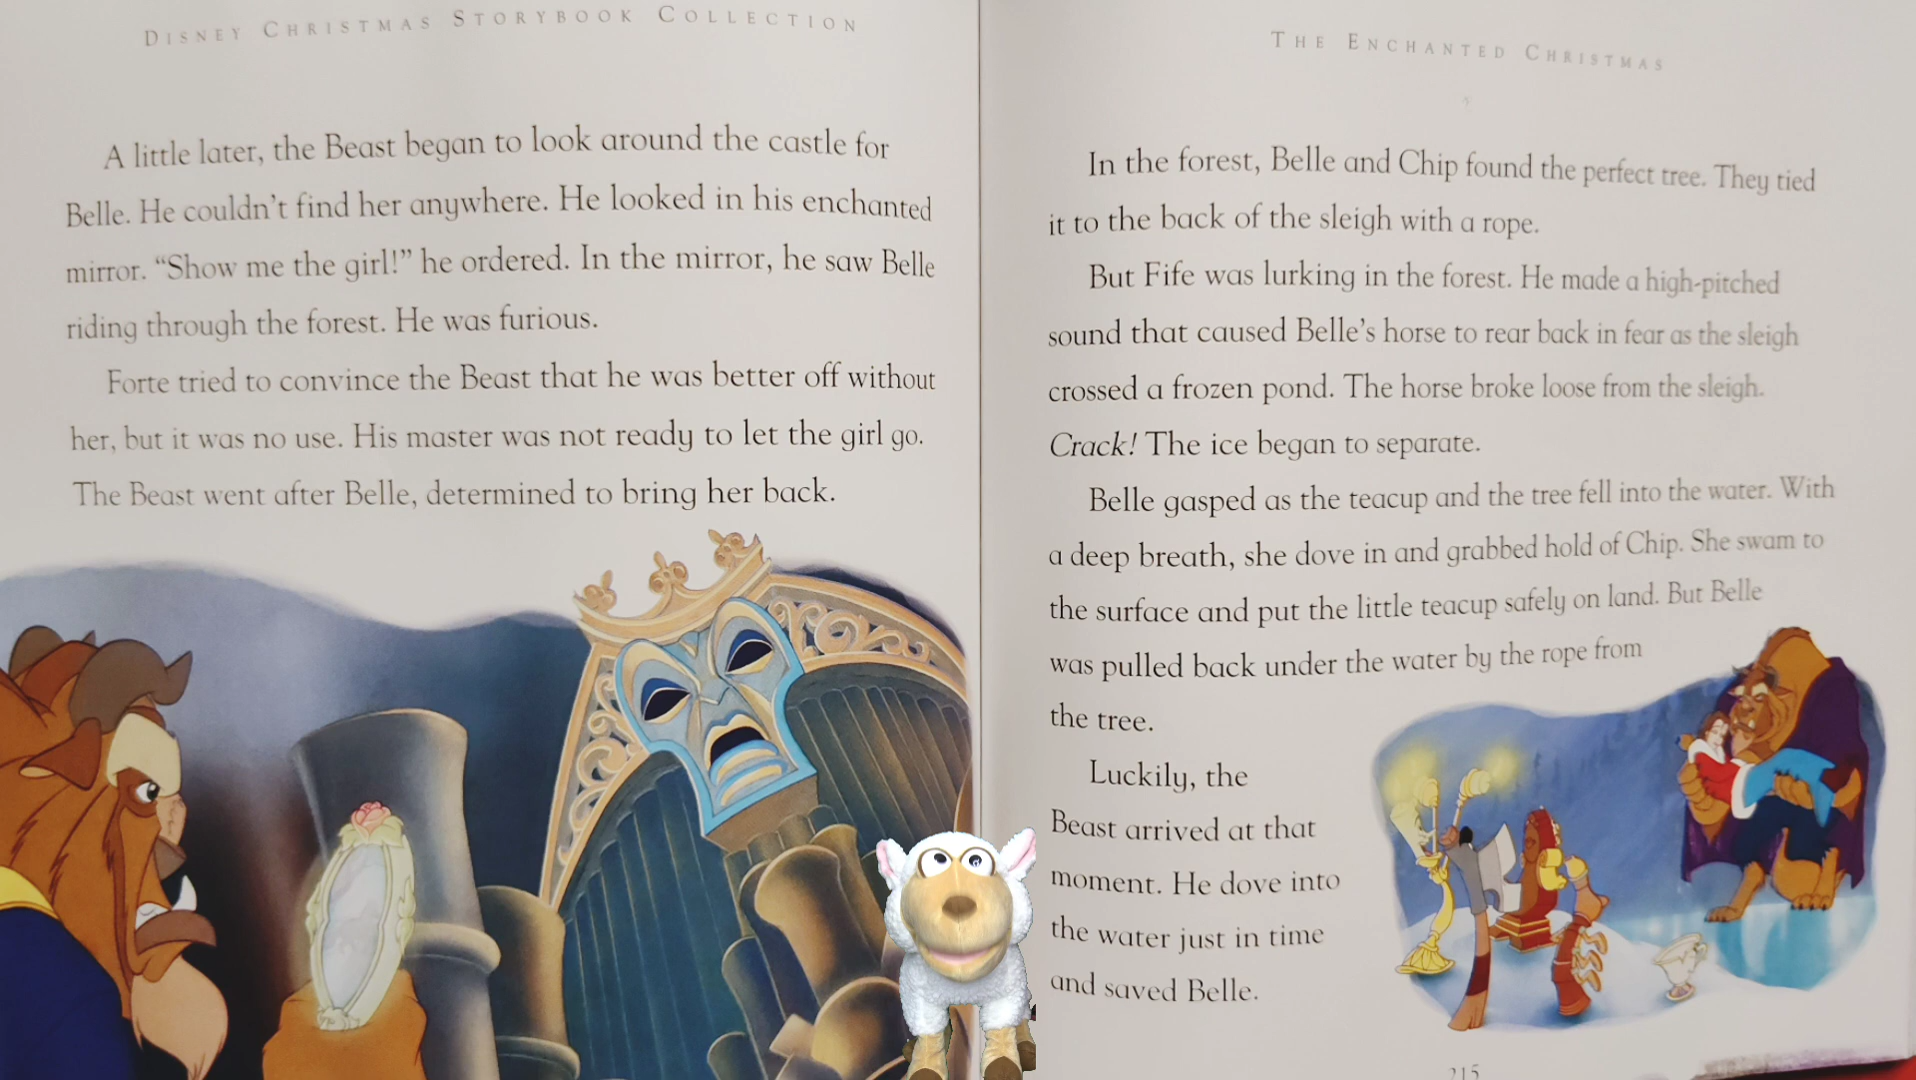 DISNEY CHRISTMAS STORYBOOK COLLECTION
A little later, the Beast began to look around the castle for
Belle. He couldn't find her anywhere. He looked in his enchanted
mirror. “Show me the girl!” he ordered. In the mirror, he saw Belle
riding through the forest. He was furious.
Forte tried to convince the Beast that he was better off without
her, but it was no use. His master was not ready to let the girl go.
The Beast went after Belle, determined to bring her back.
THE ENCHANTED CHRISTMAS
In the forest, Belle and Chip found the perfect tree. They tied
it to the back of the sleigh with a rope.
But Fife was lurking in the forest. He made a high-pitched
sound that caused Belle's horse to rear back in fear as the sleigh
crossed a frozen pond. The horse broke loose from the sleigh.
Crack! The ice began to separate.
Belle gasped as the teacup and the tree fell into the water. With
a deep breath, she dove in and grabbed hold of Chip. She swam to
the surface and put the little teacup safely on land. But Belle
was pulled back under the water by the rope from
the tree.
Luckily, the
Beast arrived at that
moment. He dove into
the water just in time
and saved Belle.
215